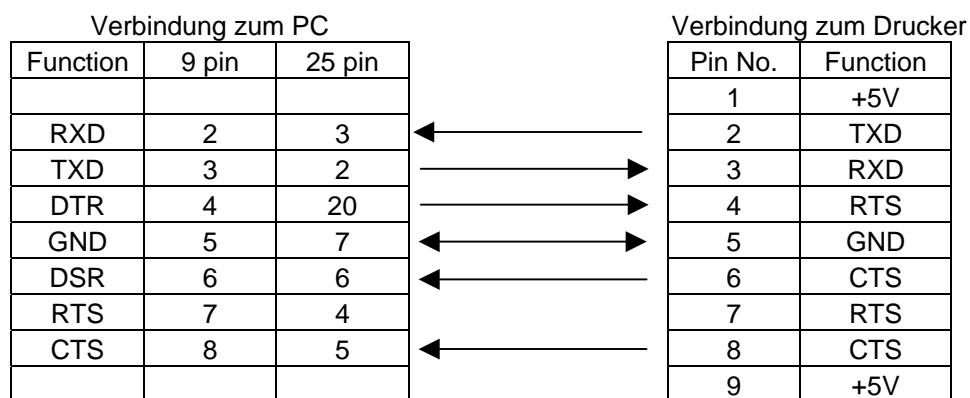 Verbindung zum PC Verbindung zum Drucker
Function 9 pin 25 pin Pin No. Function
1 +5V
RXD 2 3 2 TXD
TXD 3 2 3 RXD
DTR 4 20 4 RTS
GND 5 7 5 GND
DSR 6 6 6 CTS
RTS 7 4 7 RTS
CTS 8 5 8 CTS
9 +5V